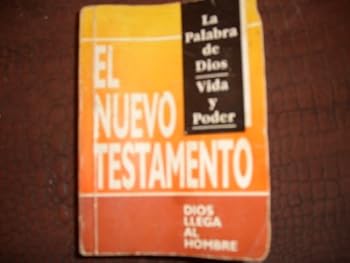 La
Palabra
de
Dios
Vida
y
Poder
EL
NUEVO
TESTAMENTO
DIOS
LLEGA
AL
HOMBRE